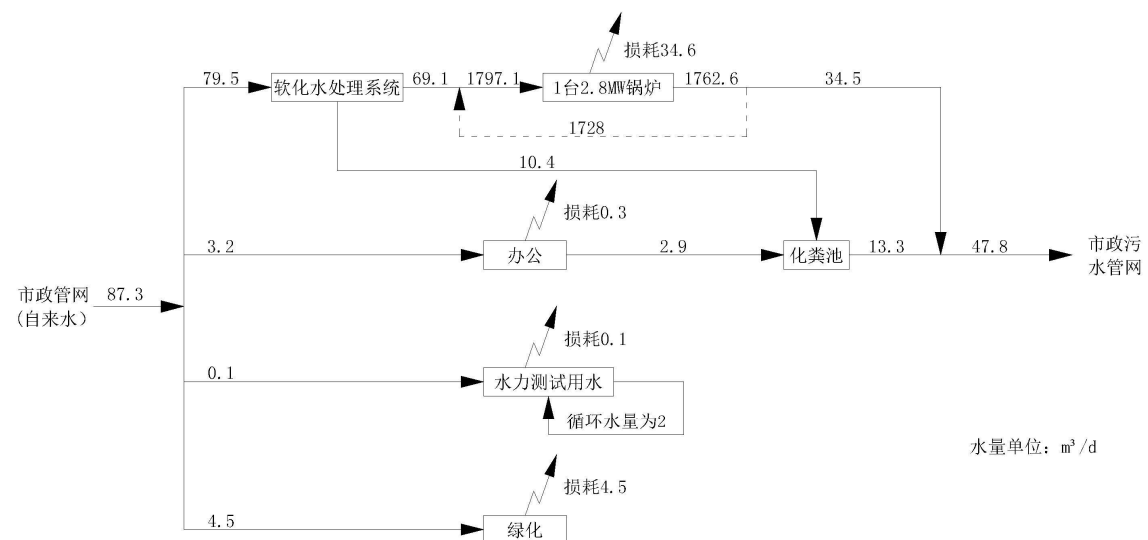 损耗34.6
79.5
软化水处理系统
69.1
1797.1
1台2.8MW锅炉
1762.6
34.5
1728
10.4
损耗0.3
3.2
办公
2.9
化粪池
13.3
47.8
市政污
水管网
市政管网
(自来水)
87.3
损耗0.1
0.1
水力测试用水
循环水量为2
水量单位：m³/d
损耗4.5
4.5
绿化